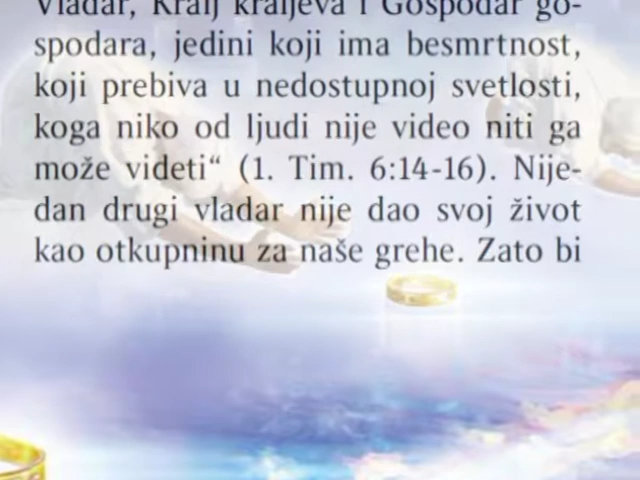 Vladar, Kralj kraljeva i Gospodar go-
spodara, jedini koji ima besmrtnost,
koji prebiva u nedostupnoj svetlosti,
koga niko od ljudi nije video niti ga
može videti“ (1. Tim. 6:14-16). Nije-
dan drugi vladar nije dao svoj život
kao otkupninu za naše grehe. Zato bi